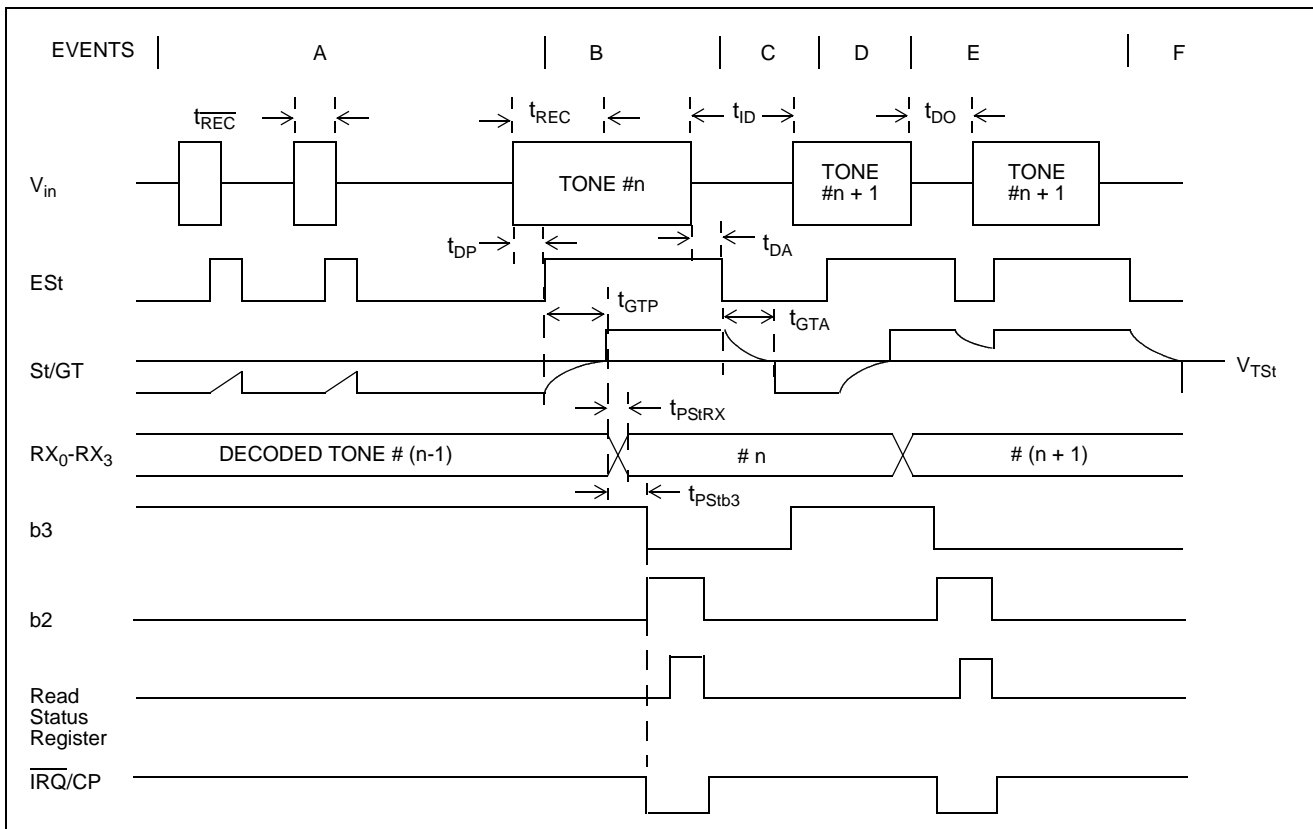 EVENTS A B C D E F
tREC tREC tID tDO
Vin TONE #n TONE #n + 1 TONE #n + 1
tDP tDA
ESt
tGTP tGTA
St/GT VTSt
tPStRX
RX0-RX3 DECODED TONE # (n-1) # n # (n + 1)
tPStb3
b3
b2
Read
Status
Register
IRQ/CP